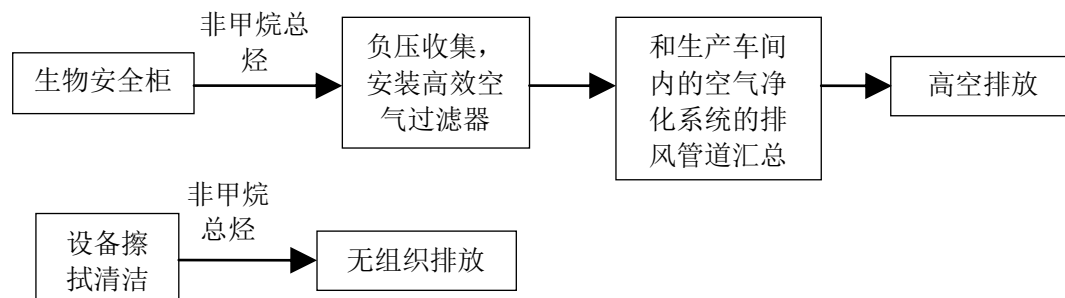 生物安全柜
非甲烷总
烃
负压收集，
安装高效空
气过滤器
和生产车间
内的空气净
化系统的排
风管道汇总
高空排放
设备擦
拭清洁
非甲烷
总烃
无组织排放